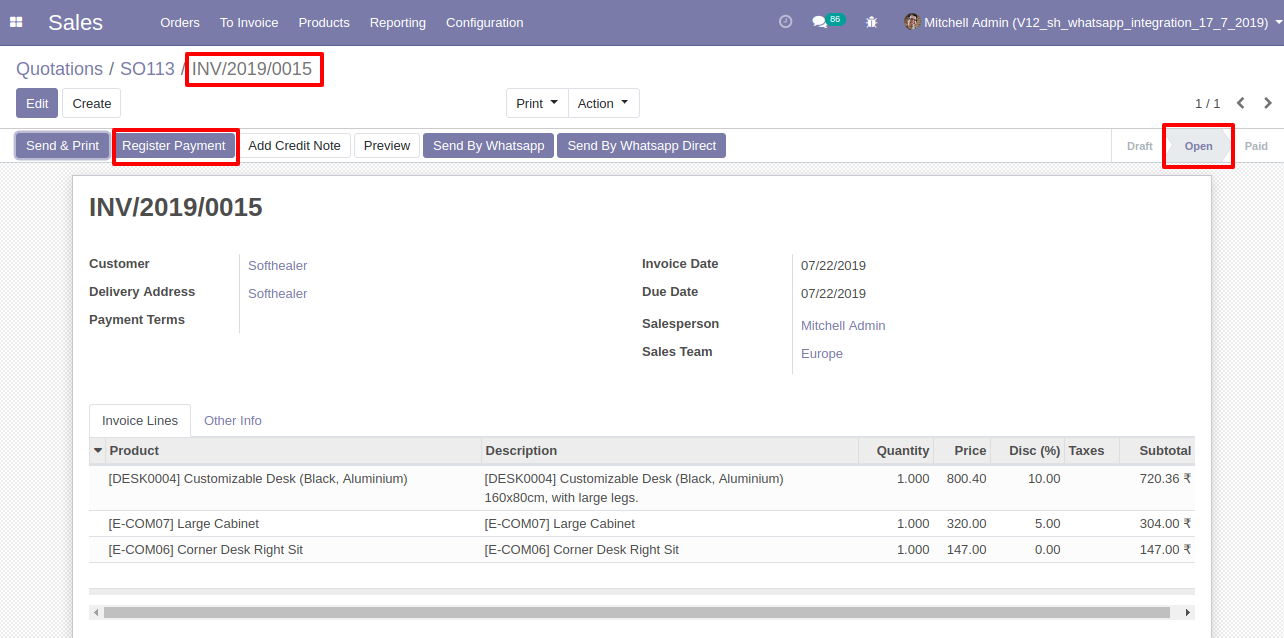 Sales Orders To Invoice Products Reporting Configuration 86 Mitchell Admin (V12_sh_whatsapp_integration_17_7_2019)
Quotations / SO113 / INV/2019/0015
Edit Create Print Action 1 / 1
Send & Print Register Payment Add Credit Note Preview Send By Whatsapp Send By Whatsapp Direct Draft Open Paid
INV/2019/0015
Customer Softhealer Invoice Date 07/22/2019
Delivery Address Softhealer Due Date 07/22/2019
Payment Terms Salesperson Mitchell Admin
Sales Team Europe
Invoice Lines Other Info
Product Description Quantity Price Disc (%) Taxes Subtotal
[DESK0004] Customizable Desk (Black, Aluminium) [DESK0004] Customizable Desk (Black, Aluminium) 1.000 800.40 10.00 720.36 ₹
160x80cm, with large legs.
[E-COM07] Large Cabinet [E-COM07] Large Cabinet 1.000 320.00 5.00 304.00 ₹
[E-COM06] Corner Desk Right Sit [E-COM06] Corner Desk Right Sit 1.000 147.00 0.00 147.00 ₹